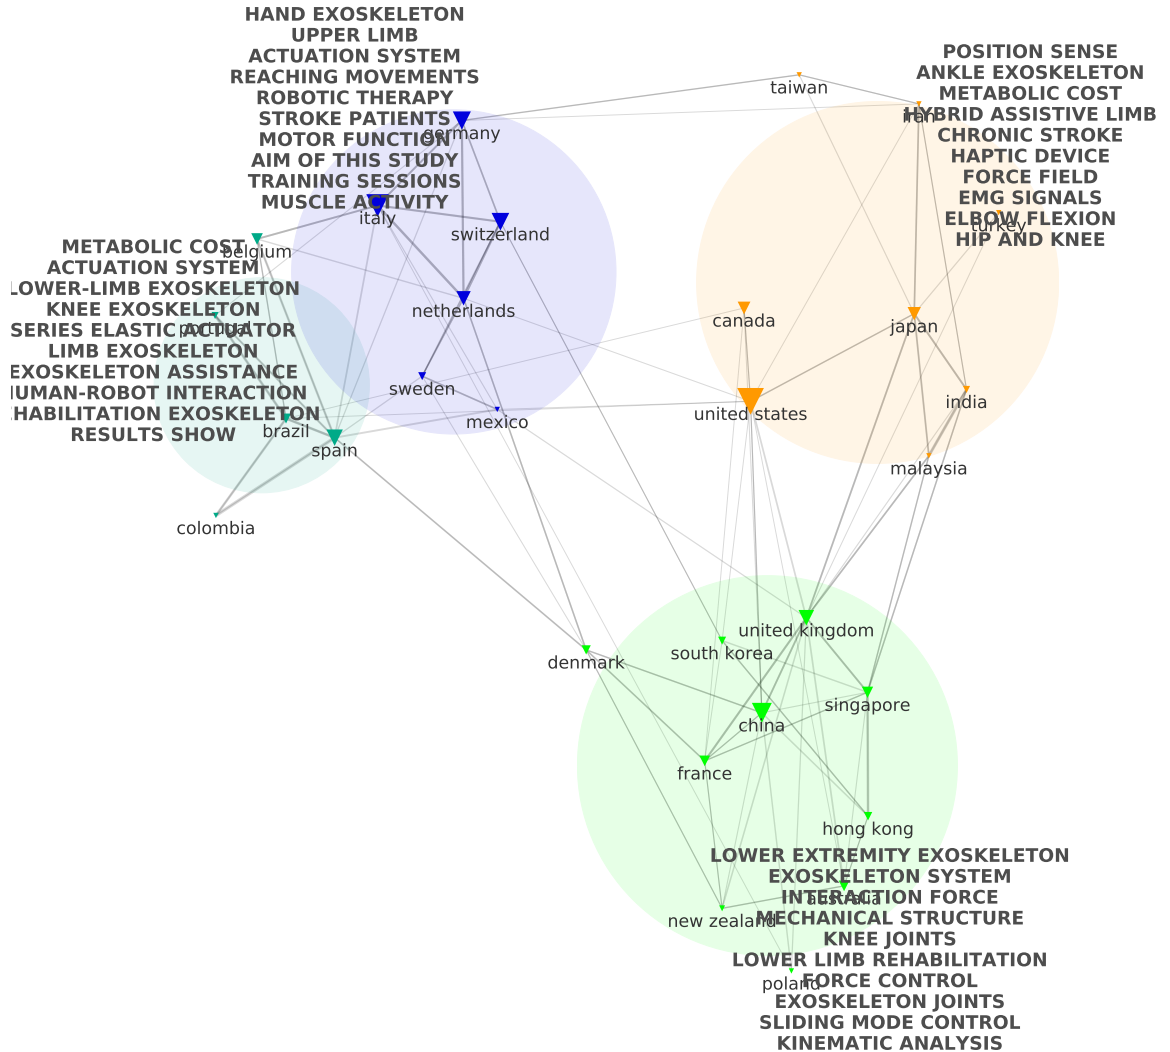 HAND EXOSKELETON
UPPER LIMB
ACTUATION SYSTEM
REACHING MOVEMENTS
ROBOTIC THERAPY
STROKE PATIENTS
MOTOR FUNCTION
AIM OF THIS STUDY
TRAINING SESSIONS
MUSCLE ACTIVITY
germany
italy
switzerland
netherlands
sweden
mexico
POSITION SENSE
ANKLE EXOSKELETON
METABOLIC COST
HYBRID ASSISTIVE LIMB
CHRONIC STROKE
HAPTIC DEVICE
FORCE FIELD
EMG SIGNALS
ELBOW FLEXION
HIP AND KNEE
taiwan
iran
turkey
canada
japan
united states
india
malaysia
METABOLIC COST
ACTUATION SYSTEM
LOWER-LIMB EXOSKELETON
KNEE EXOSKELETON
SERIES ELASTIC ACTUATOR
LIMB EXOSKELETON
EXOSKELETON ASSISTANCE
HUMAN-ROBOT INTERACTION
EHABILITATION EXOSKELETON
RESULTS SHOW
belgium
portugal
brazil
spain
colombia
united kingdom
south korea
denmark
singapore
china
france
hong kong
australia
new zealand
poland
LOWER EXTREMITY EXOSKELETON
EXOSKELETON SYSTEM
INTERACTION FORCE
MECHANICAL STRUCTURE
KNEE JOINTS
LOWER LIMB REHABILITATION
FORCE CONTROL
EXOSKELETON JOINTS
SLIDING MODE CONTROL
KINEMATIC ANALYSIS